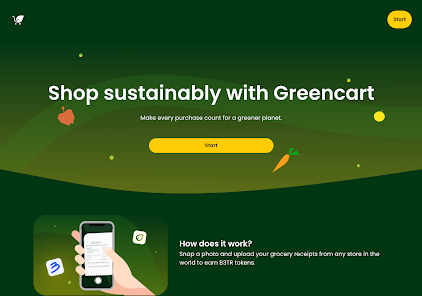 Start
Shop sustainably with Greencart
Make every purchase count for a greener planet.
Start
How does it work?
Snap a photo and upload your grocery receipts from any store in the
world to earn B3TR tokens.